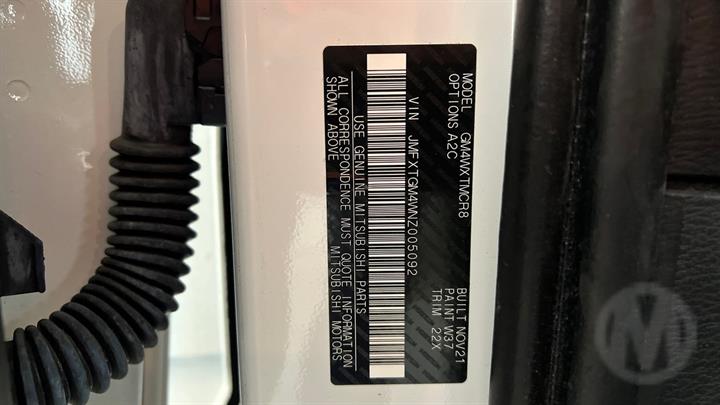 MODEL GM4WXTMCR8
OPTIONS A2C
BUILT NOV21
PAINT W37
TRIM 22X
VIN JMFXTGM4WNZ005092
USE GENUINE MITSUBISHI PARTS
ALL CORRESPONDENCE MUST QUOTE INFORMATION
SHOWN ABOVE MITSUBISHI MOTORS
M